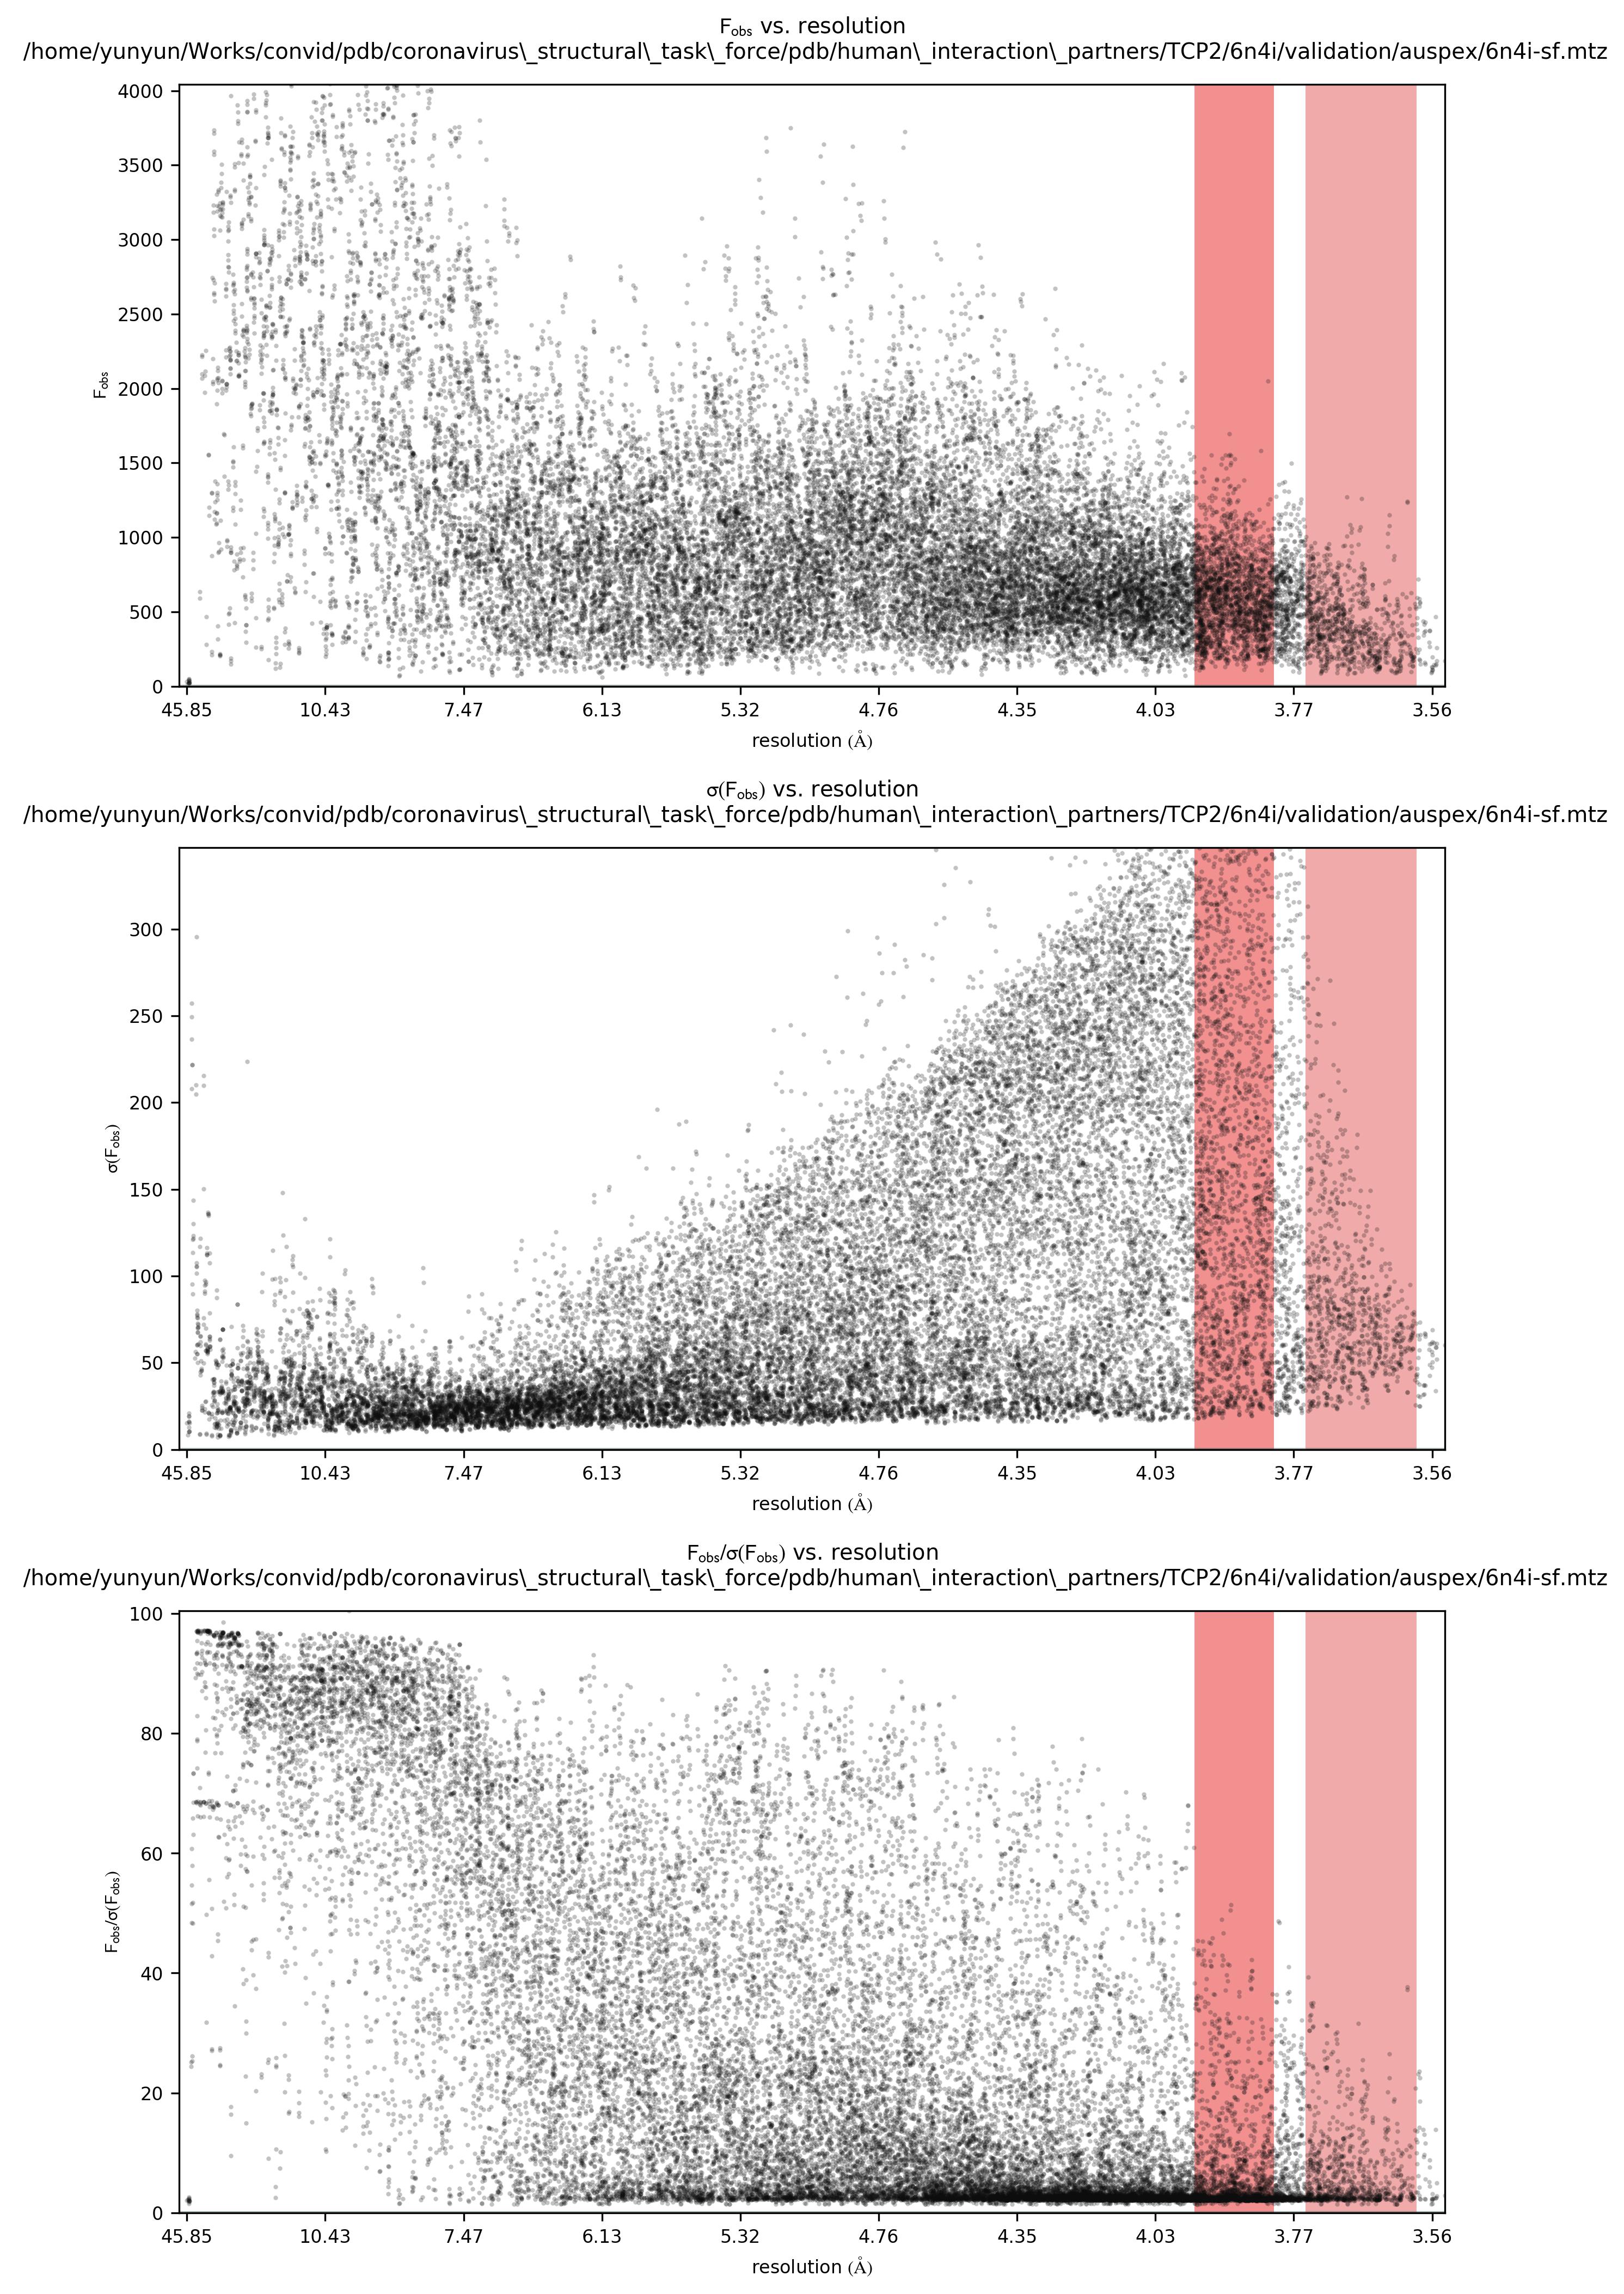 Fobs vs. resolution
/home/yunyun/Works/convid/pdb/coronavirus\_structural\_task\_force/pdb/human\_interaction\_partners/TCP2/6n4i/validation/auspex/6n4i-sf.mtz
4000
3500
3000
2500
2000
1500
1000
500
0
Fobs
45.85 10.43 7.47 6.13 5.32 4.76 4.35 4.03 3.77 3.56
resolution (Å)
σ(Fobs) vs. resolution
/home/yunyun/Works/convid/pdb/coronavirus\_structural\_task\_force/pdb/human\_interaction\_partners/TCP2/6n4i/validation/auspex/6n4i-sf.mtz
300
250
200
150
100
50
0
σ(Fobs)
45.85 10.43 7.47 6.13 5.32 4.76 4.35 4.03 3.77 3.56
resolution (Å)
Fobs/σ(Fobs) vs. resolution
/home/yunyun/Works/convid/pdb/coronavirus\_structural\_task\_force/pdb/human\_interaction\_partners/TCP2/6n4i/validation/auspex/6n4i-sf.mtz
100
80
60
40
20
0
Fobs/σ(Fobs)
45.85 10.43 7.47 6.13 5.32 4.76 4.35 4.03 3.77 3.56
resolution (Å)